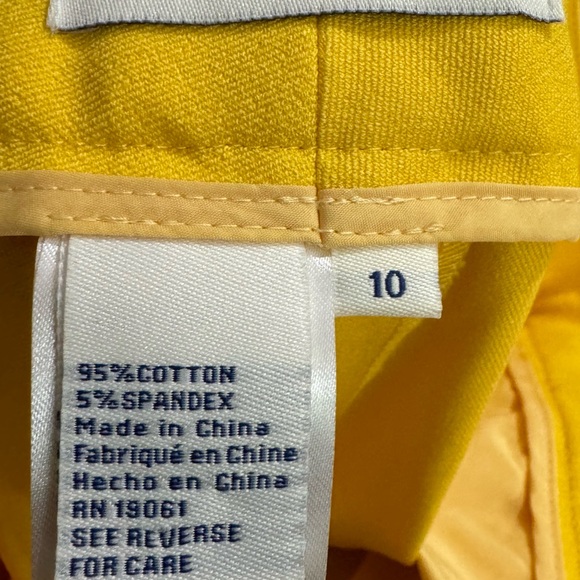 10
95%COTTON
5%SPANDEX
Made in China
Fabriqué en Chine
Hecho en China
RN 19061
SEE REVERSE
FOR CARE